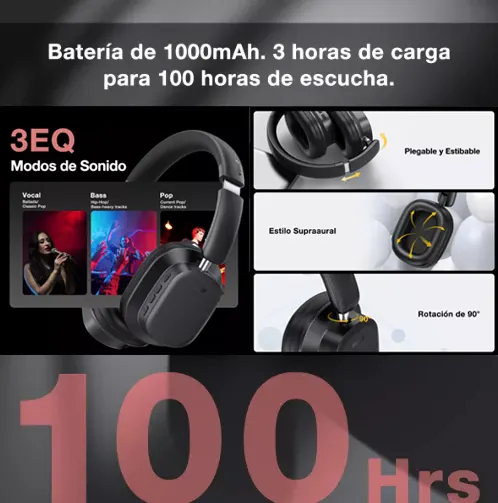 Batería de 1000mAh. 3 horas de carga
para 100 horas de escucha.
3EQ
Modos de Sonido
Vocal
Ballads/
Classic Pop
Bass
Hip-Hop/
Bass-heavy tracks
Pop
Current Pop/
Dance tracks
Plegable y Estibable
Estilo Supraaural
90°
Rotación de 90°
100 Hrs